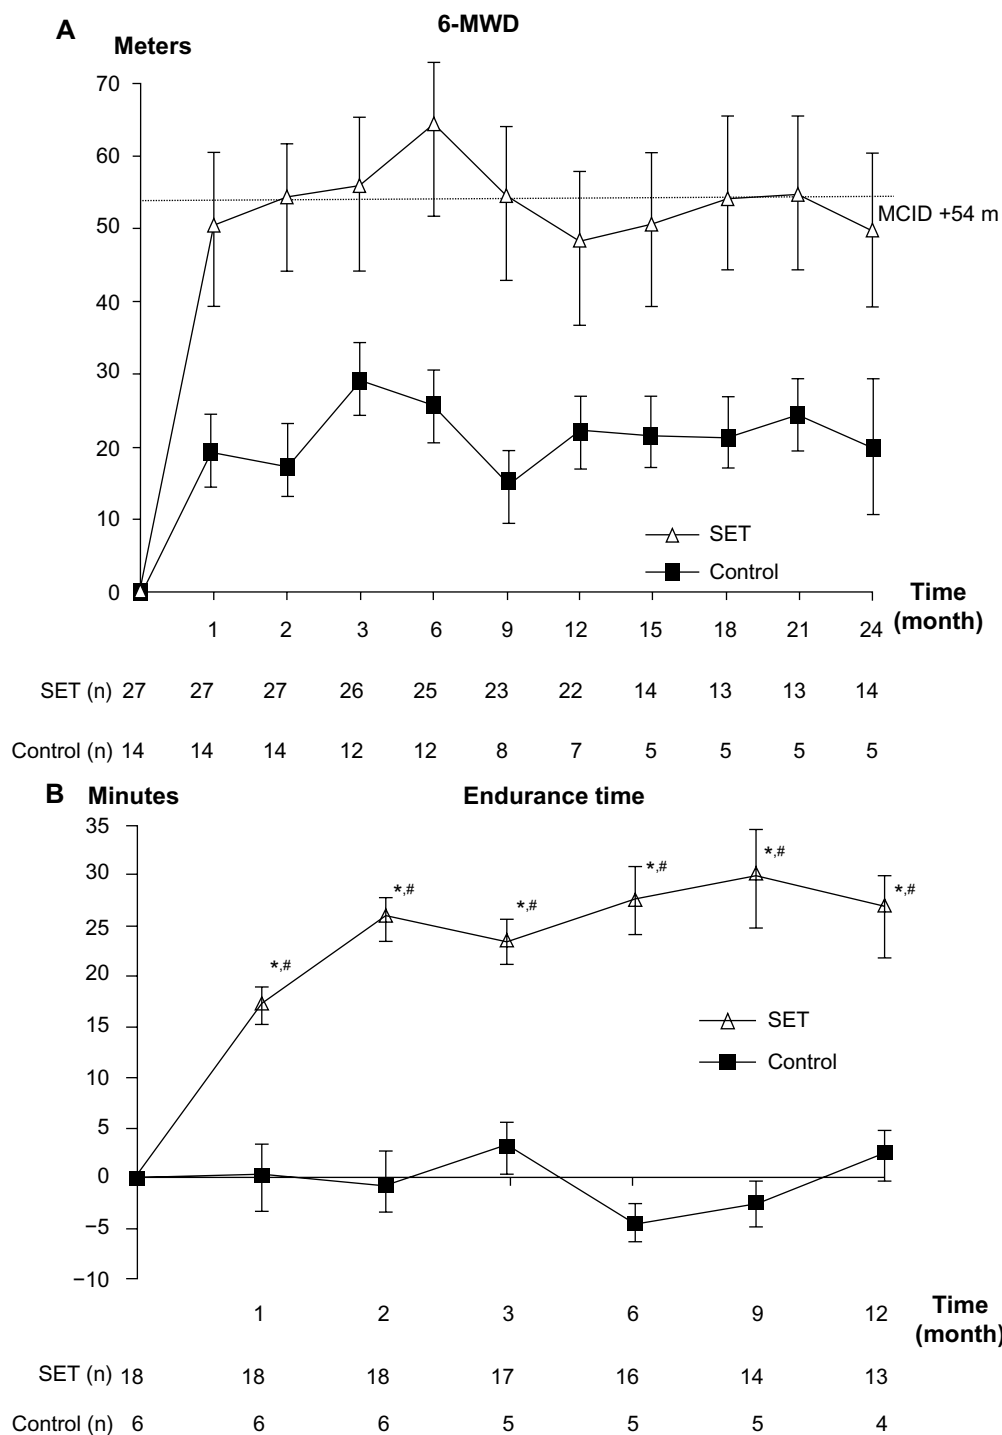 A
6-MWD
Meters
70
60
50
40
30
20
10
0
MCID +54 m
SET
Control
Time
(month)
1 2 3 6 9 12 15 18 21 24
SET (n) 27 27 27 26 25 23 22 14 13 13 14
Control (n) 14 14 14 12 12 8 7 5 5 5 5
B
Minutes
Endurance time
35
30
25
20
15
10
5
0
−5
−10
*,#
*,#
*,#
*,#
*,#
*,#
SET
Control
1 2 3 6 9 12
Time
(month)
SET (n) 18 18 18 17 16 14 13
Control (n) 6 6 6 5 5 5 4